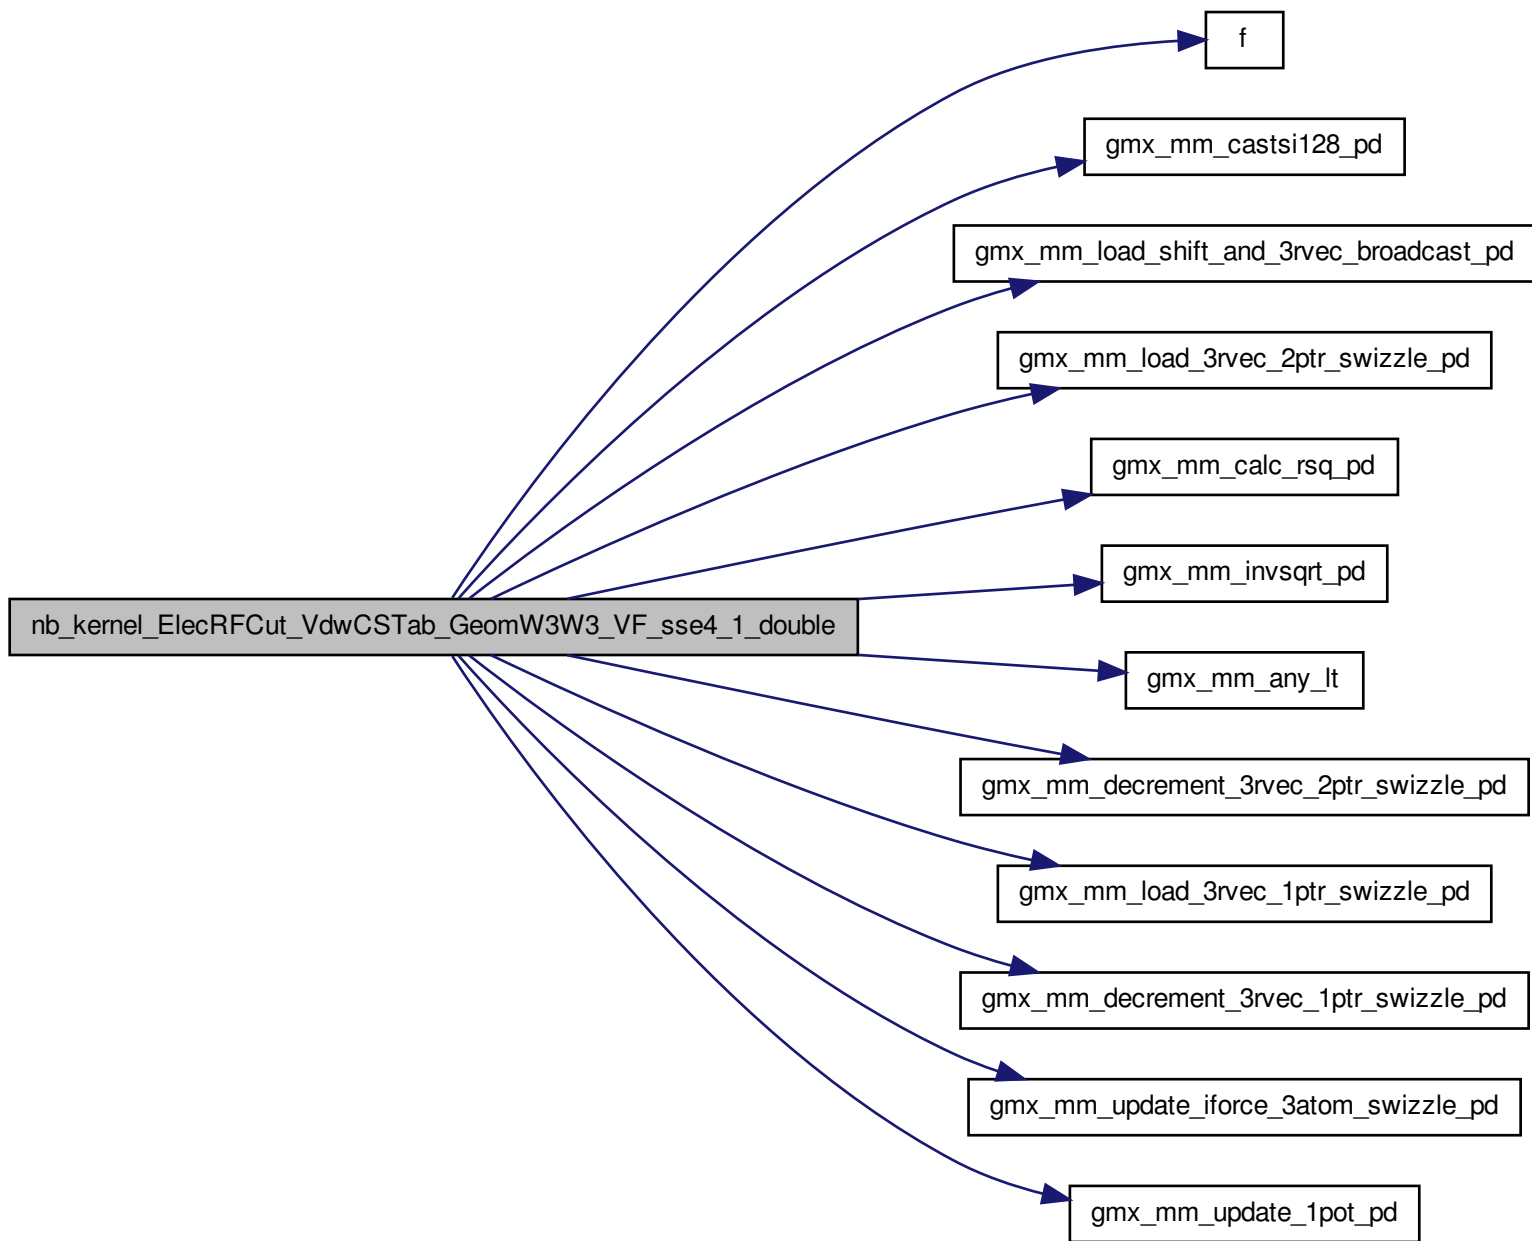 f
gmx_mm_castsi128_pd
gmx_mm_load_shift_and_3rvec_broadcast_pd
gmx_mm_load_3rvec_2ptr_swizzle_pd
gmx_mm_calc_rsq_pd
gmx_mm_invsqrt_pd
nb_kernel_ElecRFCut_VdwCSTab_GeomW3W3_VF_sse4_1_double
gmx_mm_any_lt
gmx_mm_decrement_3rvec_2ptr_swizzle_pd
gmx_mm_load_3rvec_1ptr_swizzle_pd
gmx_mm_decrement_3rvec_1ptr_swizzle_pd
gmx_mm_update_iforce_3atom_swizzle_pd
gmx_mm_update_1pot_pd